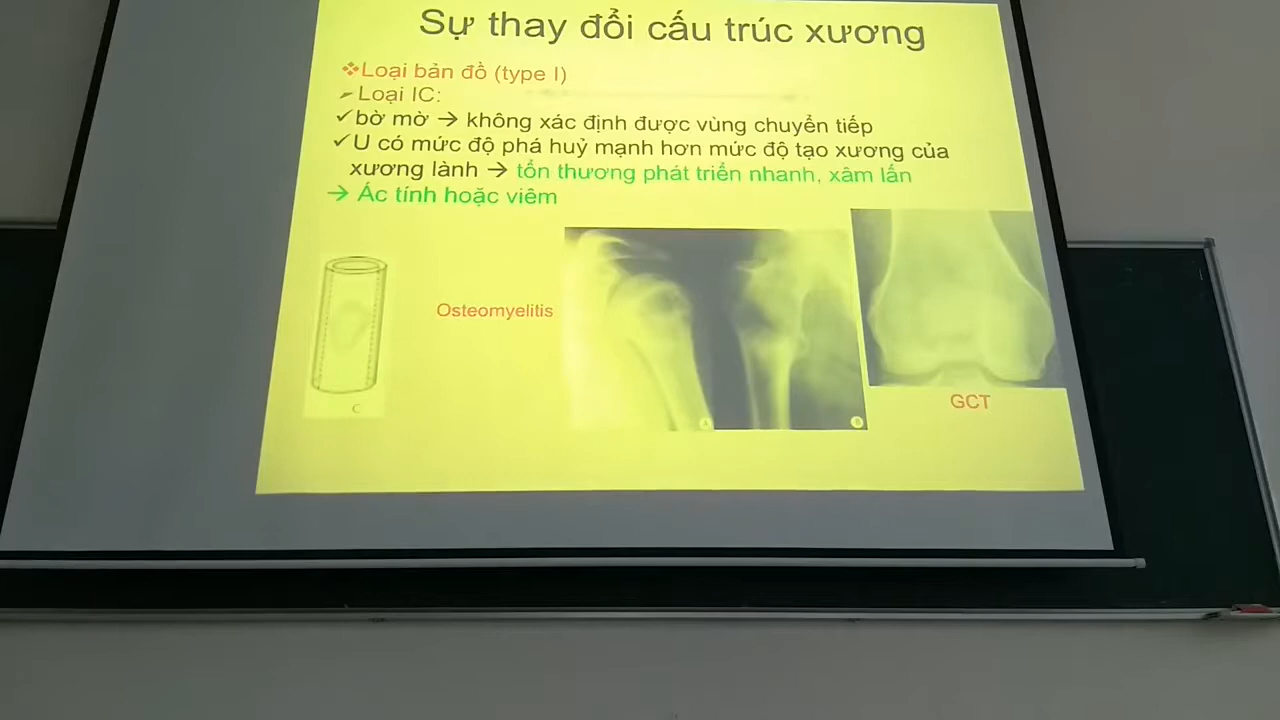 Sự thay đổi cấu trúc xương
❖Loại bản đồ (type I)
➢Loại IC:
✓bờ mờ → không xác định được vùng chuyển tiếp
✓U có mức độ phá huỷ mạnh hơn mức độ tạo xương của
xương lành → tổn thương phát triển nhanh, xâm lấn
→ Ác tính hoặc viêm
Osteomyelitis
GCT
C
A
B